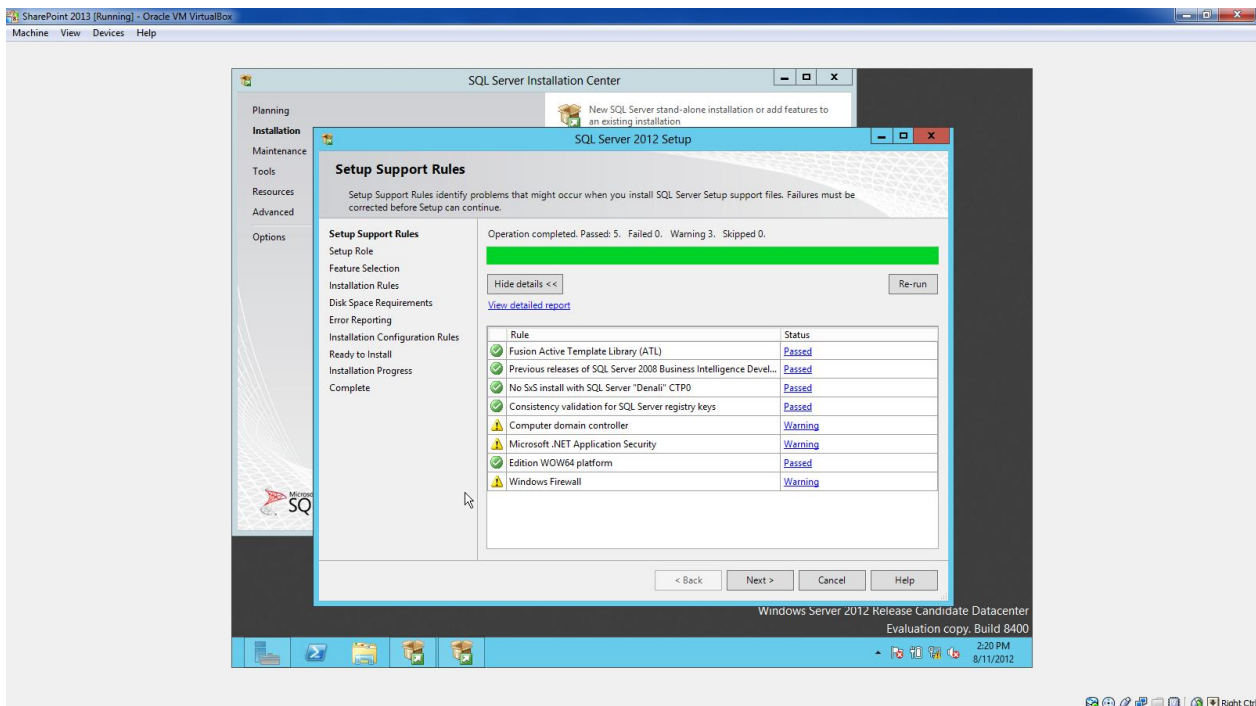 SharePoint 2013 [Running] - Oracle VM VirtualBox
Machine View Devices Help
SQL Server Installation Center
Planning
Installation
Maintenance
Tools
Resources
Advanced
Options
New SQL Server stand-alone installation or add features to
an existing installation
SQL Server 2012 Setup
Setup Support Rules
Setup Support Rules identify problems that might occur when you install SQL Server Setup support files. Failures must be
corrected before Setup can continue.
Setup Support Rules
Setup Role
Feature Selection
Installation Rules
Disk Space Requirements
Error Reporting
Installation Configuration Rules
Ready to Install
Installation Progress
Complete
Operation completed. Passed: 5. Failed 0. Warning 3. Skipped 0.
Hide details <<
Re-run
View detailed report
Rule Status
Fusion Active Template Library (ATL) Passed
Previous releases of SQL Server 2008 Business Intelligence Devel... Passed
No SxS install with SQL Server "Denali" CTP0 Passed
Consistency validation for SQL Server registry keys Passed
Computer domain controller Warning
Microsoft .NET Application Security Warning
Edition WOW64 platform Passed
Windows Firewall Warning
Micros
SQ
< Back Next > Cancel Help
Windows Server 2012 Release Candidate Datacenter
Evaluation copy. Build 8400
2:20 PM
8/11/2012
Right Ctrl